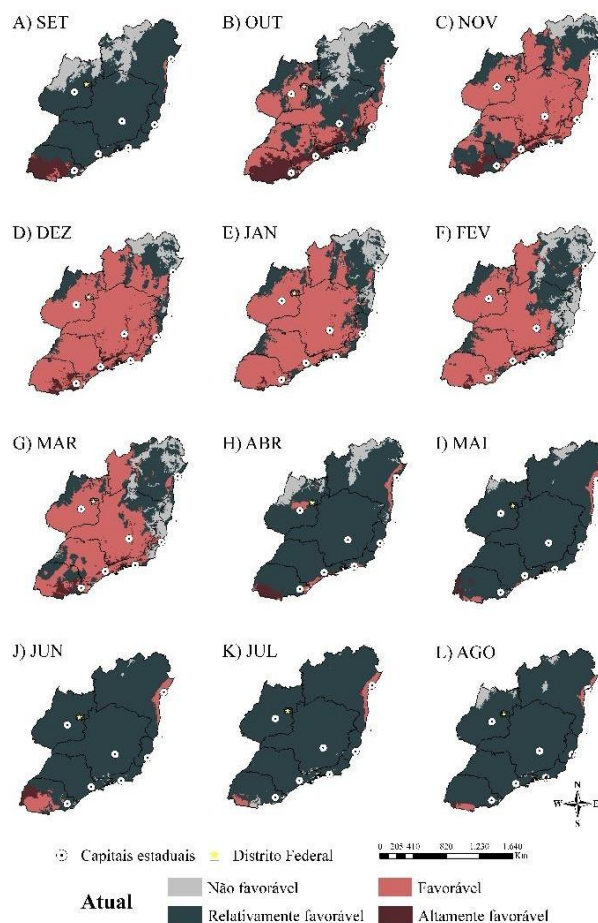 A) SET
B) OUT
C) NOV
D) DEZ
E) JAN
F) FEV
G) MAR
H) ABR
I) MAI
J) JUN
K) JUL
L) AGO
N
W E
S
Capitais estaduais
Distrito Federal
0 205 410 820 1.230 1.640
Km
Atual
Não favorável
Favorável
Relativamente favorável
Altamente favorável